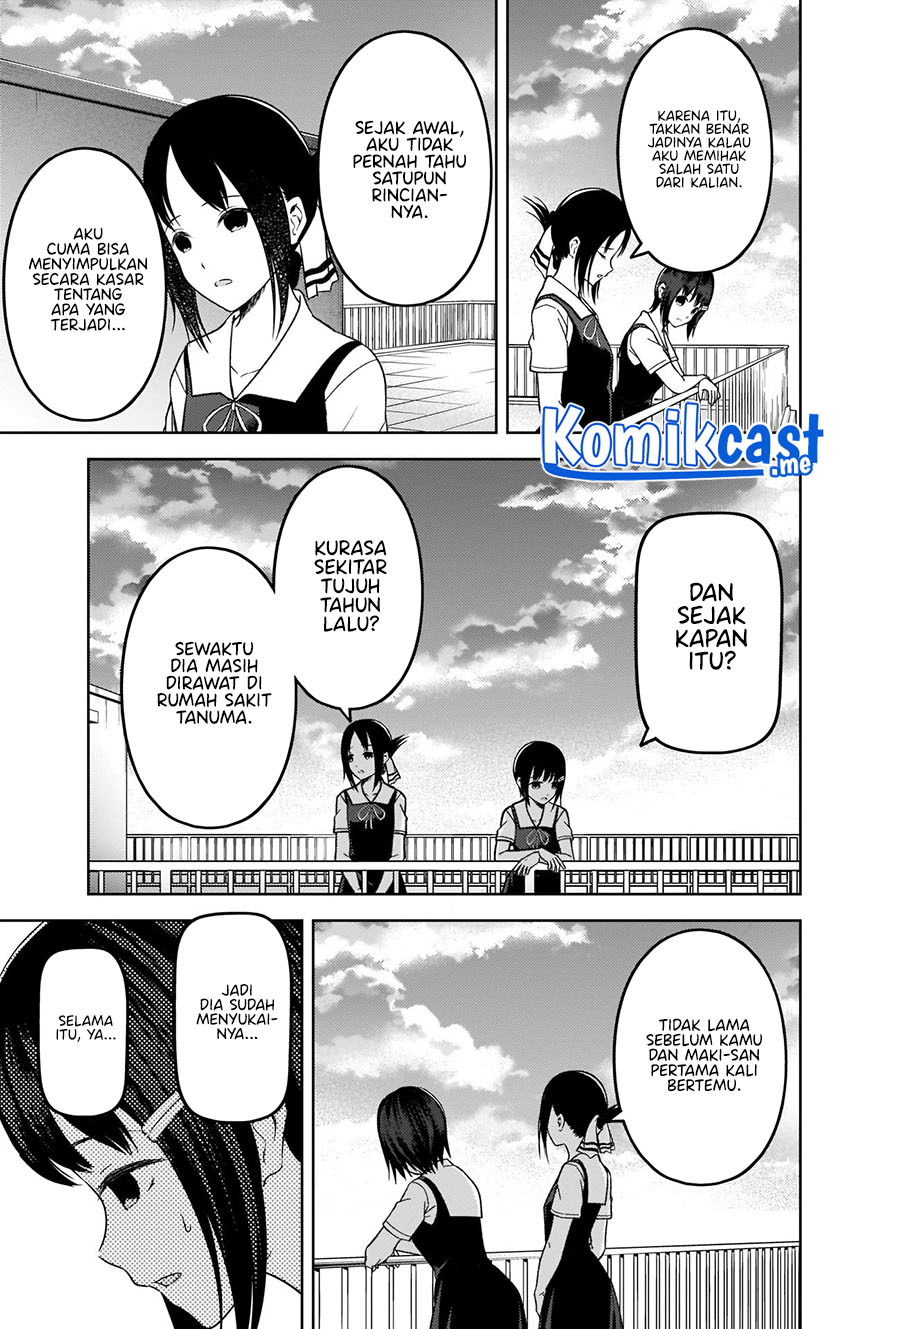 KARENA ITU,
TAKKAN BENAR
JADINYA KALAU
AKU MEMIHAK
SALAH SATU
DARI KALIAN.
SEJAK AWAL,
AKU TIDAK
PERNAH TAHU
SATUPUN
RINCIAN-
NYA.
AKU
CUMA BISA
MENYIMPULKAN
SECARA KASAR
TENTANG
APA YANG
TERJADI...
Komikcast
.me
DAN
SEJAK
KAPAN
ITU?
KURASA
SEKITAR
TUJUH
TAHUN
LALU?
SEWAKTU
DIA MASIH
DIRAWAT DI
RUMAH SAKIT
TANUMA.
TIDAK LAMA
SEBELUM KAMU
DAN MAKI-SAN
PERTAMA KALI
BERTEMU.
JADI
DIA SUDAH
MENYUKAI-
NYA...
SELAMA
ITU, YA...